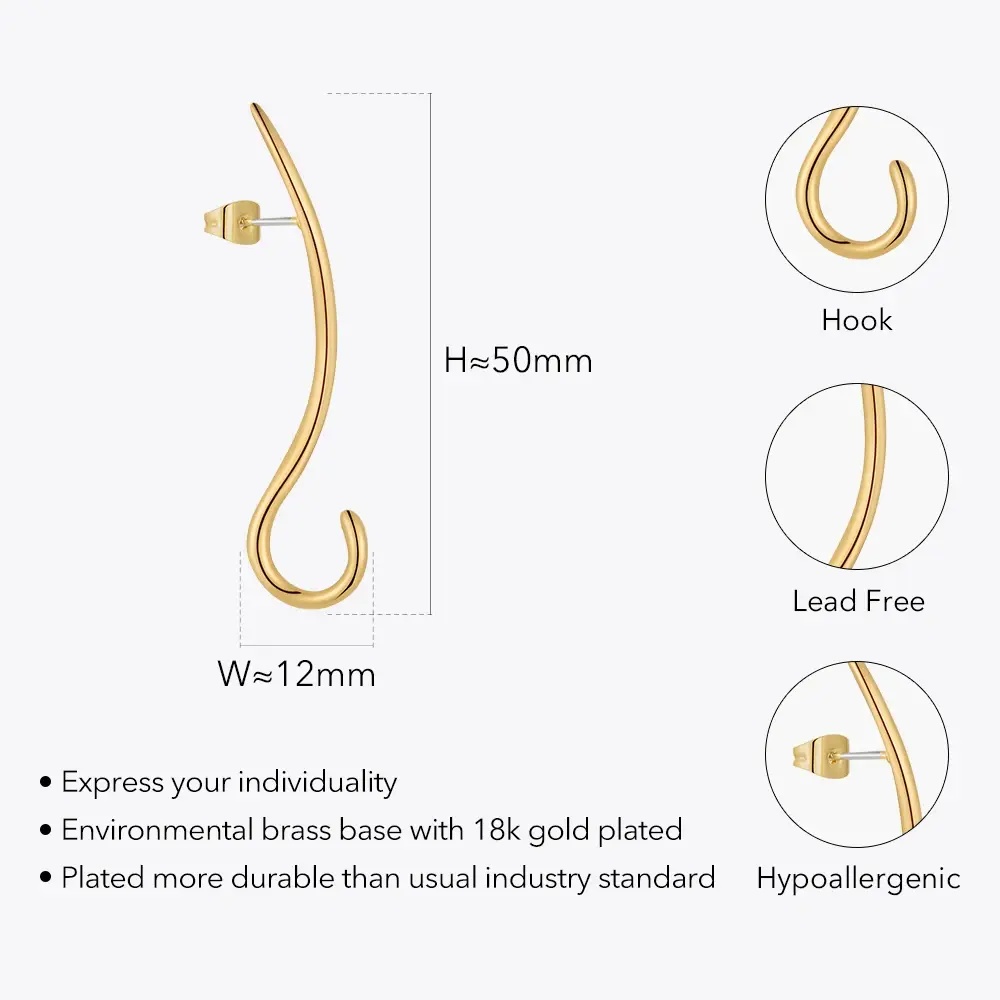 H≈50mm
W≈12mm
Hook
Lead Free
Hypoallergenic
• Express your individuality
• Environmental brass base with 18k gold plated
• Plated more durable than usual industry standard